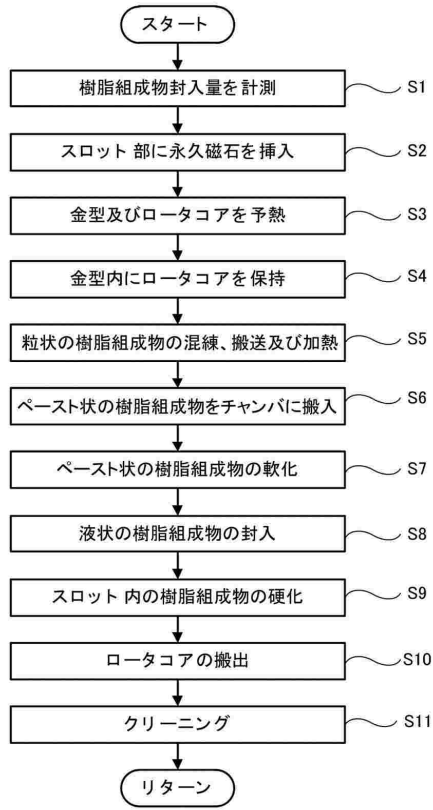 スタート
樹脂組成物封入量を計測 S1
スロット部に永久磁石を挿入 S2
金型及びロータコアを予熱 S3
金型内にロータコアを保持 S4
粒状の樹脂組成物の混練、搬送及び加熱 S5
ペースト状の樹脂組成物をチャンバに搬入 S6
ペースト状の樹脂組成物の軟化 S7
液状の樹脂組成物の封入 S8
スロット内の樹脂組成物の硬化 S9
ロータコアの搬出 S10
クリーニング S11
リターン